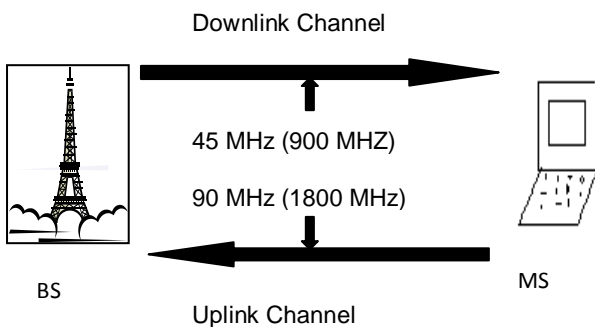 Downlink Channel
45 MHz (900 MHZ)
90 MHz (1800 MHz)
BS
MS
Uplink Channel